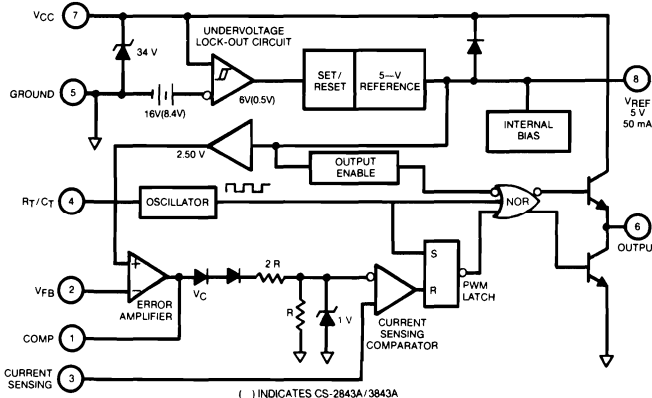 VCC 7
UNDERVOLTAGE
LOCK-OUT CIRCUIT
34 V
GROUND 5
16V(8.4V)
6V(0.5V)
SET/
RESET
5–V
REFERENCE
8
VREF
5 V
50 mA
INTERNAL
BIAS
2.50 V
OUTPUT
ENABLE
RT/CT 4
OSCILLATOR
NOR
6
OUTPU
+
−
S
R
2 R
VFB 2
ERROR
AMPLIFIER
VC
R
1 V
PWM
LATCH
CURRENT
SENSING
COMPARATOR
COMP 1
CURRENT
SENSING 3
( ) INDICATES CS-2843A/3843A